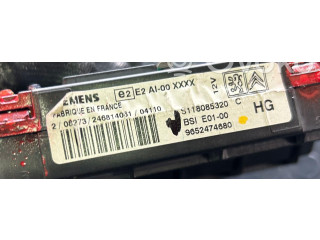 SIEMENS e2 E2 AI-00 XXXX
FABRIQUE EN FRANCE 12V
2 / 08273 / 246814031 / 04110 S118085320 C
BSI E01-00 HG
9652474680